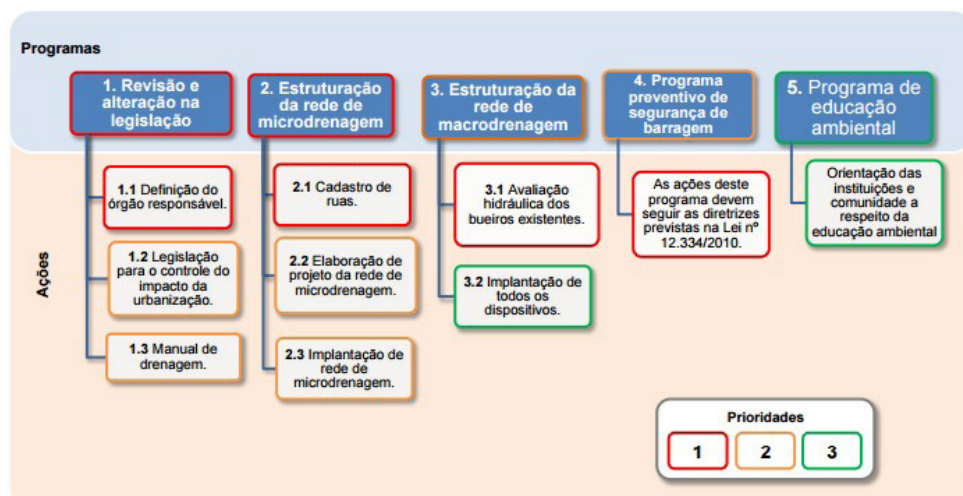 Programas
1. Revisão e
alteração na
legislação
2. Estruturação
da rede de
microdrenagem
3. Estruturação da
rede de
macrodrenagem
4. Programa
preventivo de
segurança de
barragem
5. Programa de
educação
ambiental
Ações
1.1 Definição do
órgão responsável.
1.2 Legislação
para o controle do
impacto da
urbanização.
1.3 Manual de
drenagem.
2.1 Cadastro de
ruas.
2.2 Elaboração de
projeto da rede de
microdrenagem.
2.3 Implantação de
rede de
microdrenagem.
3.1 Avaliação
hidráulica dos
bueiros existentes.
3.2 Implantação de
todos os
dispositivos.
As ações deste
programa devem
seguir as diretrizes
previstas na Lei nº
12.334/2010.
Orientação das
instituições e
comunidade a
respeito da
educação ambiental
Prioridades
1
2
3